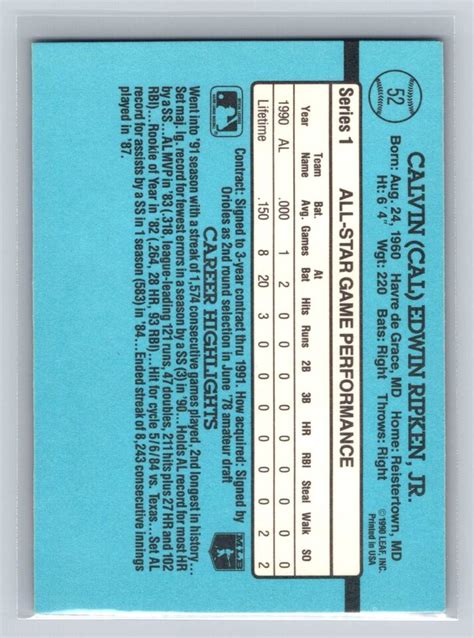 52
CALVIN (CAL) EDWIN RIPKEN, JR.
Born: Aug. 24, 1960 Havre de Grace, MD Home: Reistertown, MD
Ht: 6'4" Wgt: 220 Bats: Right Throws: Right
©1990 LEAF, INC.
Printed in USA
Series 1 ALL-STAR GAME PERFORMANCE
Year Team Name Bat. Avg. Games At Bat Hits Runs 2B 3B HR RBI Steal Walk SO
1990 AL .000 1 2 0 0 0 0 0 0 0 0 0
Lifetime .150 8 20 3 0 1 0 0 0 0 2 2
Contract: Signed to 3-year contract thru 1991. How acquired: Signed by
Orioles as 2nd round selection in June '78 amateur draft
CAREER HIGHLIGHTS
Went into '91 season with a streak of 1,574 consecutive games played, 2nd longest in history...
Set maj. lg. record for fewest errors in a season by a SS (3) in '90... Holds AL record for most HR
by a SS...AL MVP in '83 (.318, league-leading 121 runs, 47 doubles, 211 hits plus 27 HR and 102
RBI)...Rookie of Year in '82 (.264, 28 HR, 93 RBI)...Hit for cycle 5/6/84 vs. Texas...Set AL
record for assists by a SS in 1 season (583) in '84...Ended streak of 8,243 consecutive innings
played in '87.